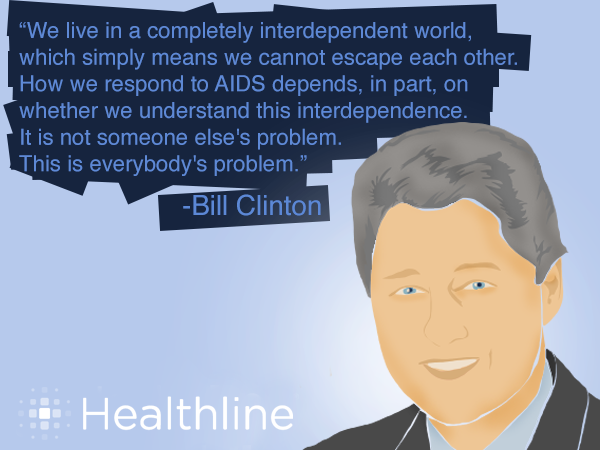 “We live in a completely interdependent world,
which simply means we cannot escape each other.
How we respond to AIDS depends, in part, on
whether we understand this interdependence.
It is not someone else's problem.
This is everybody's problem.”
-Bill Clinton
Healthline